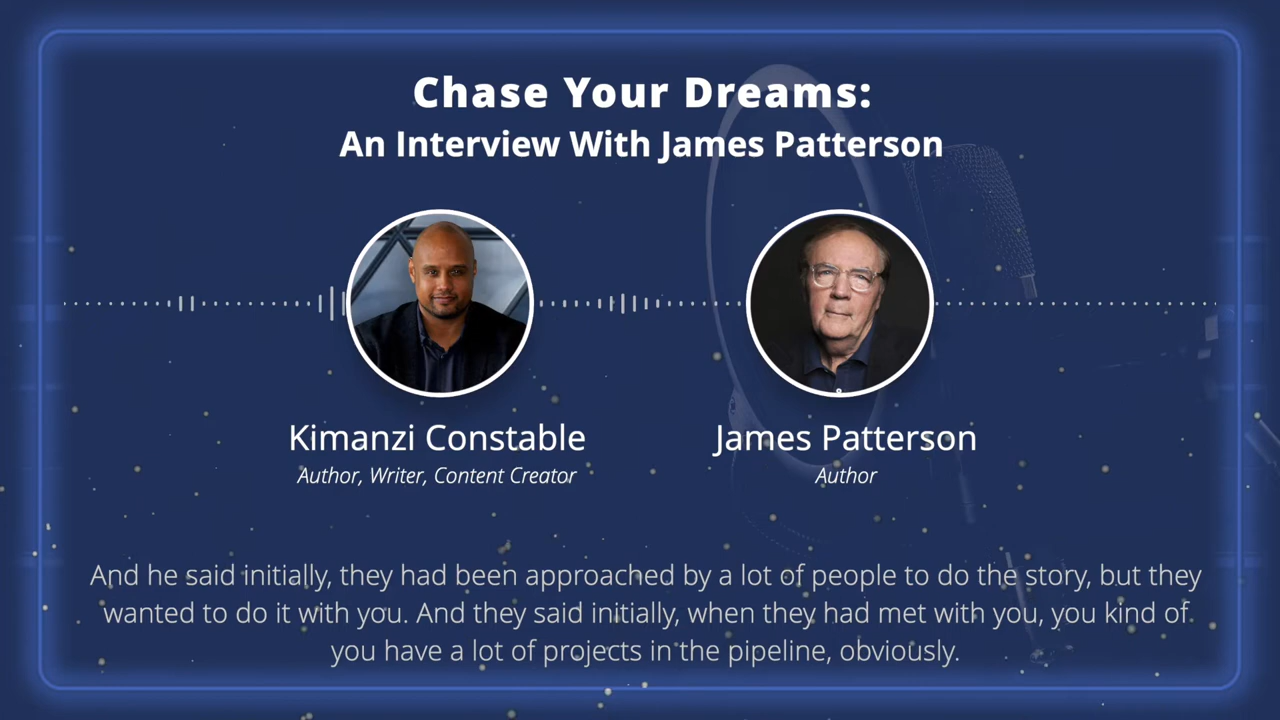 Chase Your Dreams:
An Interview With James Patterson
Kimanzi Constable
James Patterson
Author, Writer, Content Creator
Author
And he said initially, they had been approached by a lot of people to do the story, but they
wanted to do it with you. And they said initially, when they had met with you, you kind of
you have a lot of projects in the pipeline, obviously.